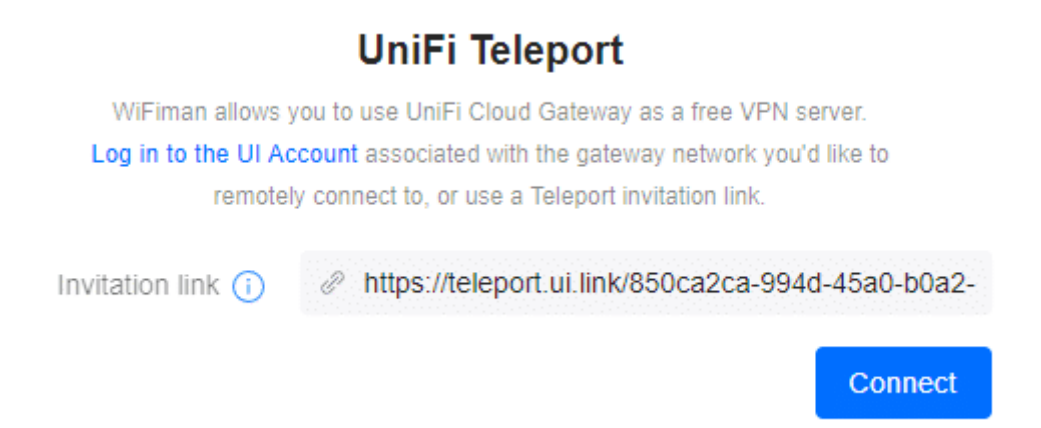 UniFi Teleport
WiFiman allows you to use UniFi Cloud Gateway as a free VPN server.
Log in to the UI Account associated with the gateway network you'd like to
remotely connect to, or use a Teleport invitation link.
Invitation link https://teleport.ui.link/850ca2ca-994d-45a0-b0a2-
Connect